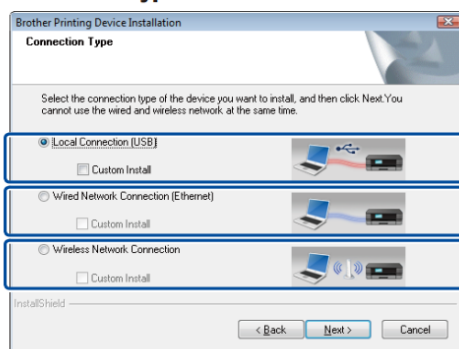 Brother Printing Device Installation
Connection Type
Select the connection type of the device you want to install, and then click Next.You
cannot use the wired and wireless network at the same time.
Local Connection (USB)
Custom Install
Wired Network Connection (Ethernet)
Custom Install
Wireless Network Connection
Custom Install
InstallShield
< Back Next > Cancel